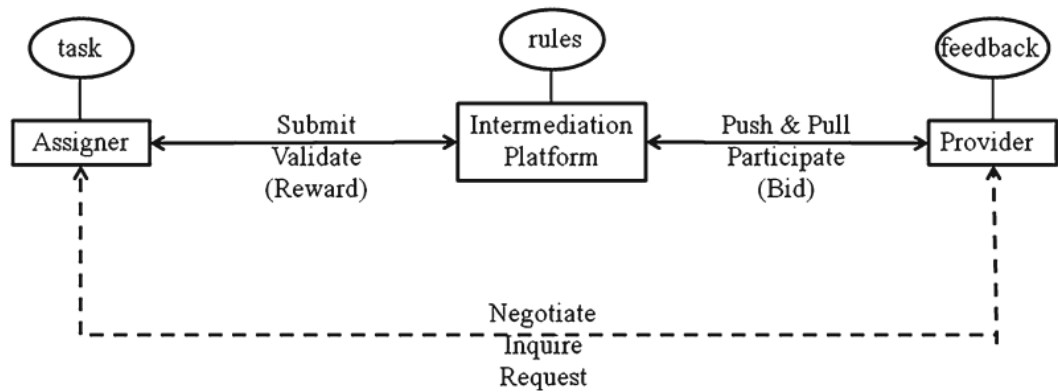 task
rules
feedback
Assigner
Submit
Validate
(Reward)
Intermediation
Platform
Push & Pull
Participate
(Bid)
Provider
Negotiate
Inquire
Request